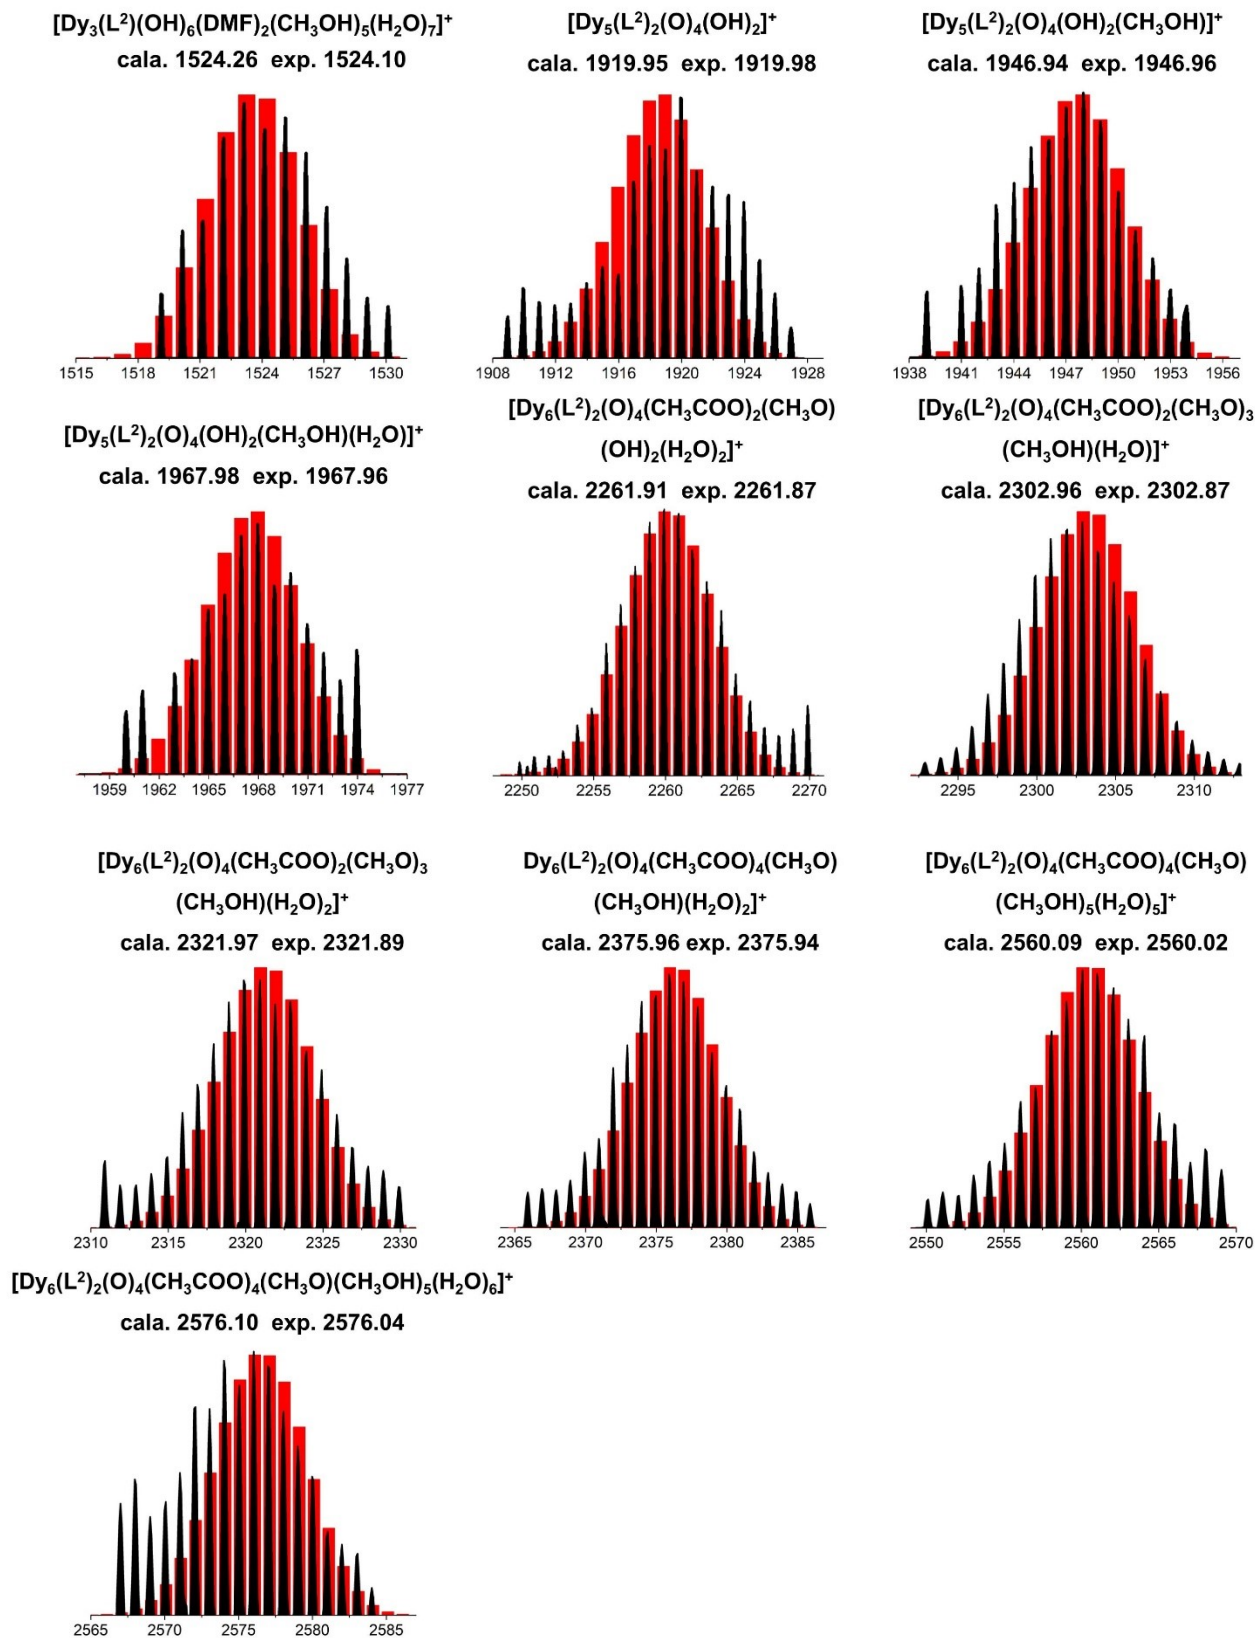 [Dy₃(L²)(OH)₆(DMF)₂(CH₃OH)₅(H₂O)₇]⁺
cala. 1524.26 exp. 1524.10
1515 1518 1521 1524 1527 1530
[Dy₅(L²)₂(O)₄(OH)₂]⁺
cala. 1919.95 exp. 1919.98
1908 1912 1916 1920 1924 1928
[Dy₅(L²)₂(O)₄(OH)₂(CH₃OH)]⁺
cala. 1946.94 exp. 1946.96
1938 1941 1944 1947 1950 1953 1956
[Dy₅(L²)₂(O)₄(OH)₂(CH₃OH)(H₂O)]⁺
cala. 1967.98 exp. 1967.96
1959 1962 1965 1968 1971 1974 1977
[Dy₆(L²)₂(O)₄(CH₃COO)₂(CH₃O)
(OH)₂(H₂O)₂]⁺
cala. 2261.91 exp. 2261.87
2250 2255 2260 2265 2270
[Dy₆(L²)₂(O)₄(CH₃COO)₂(CH₃O)₃
(CH₃OH)(H₂O)]⁺
cala. 2302.96 exp. 2302.87
2295 2300 2305 2310
[Dy₆(L²)₂(O)₄(CH₃COO)₂(CH₃O)₃
(CH₃OH)(H₂O)₂]⁺
cala. 2321.97 exp. 2321.89
2310 2315 2320 2325 2330
Dy₆(L²)₂(O)₄(CH₃COO)₄(CH₃O)
(CH₃OH)(H₂O)₂]⁺
cala. 2375.96 exp. 2375.94
2365 2370 2375 2380 2385
[Dy₆(L²)₂(O)₄(CH₃COO)₄(CH₃O)
(CH₃OH)₅(H₂O)₅]⁺
cala. 2560.09 exp. 2560.02
2550 2555 2560 2565 2570
[Dy₆(L²)₂(O)₄(CH₃COO)₄(CH₃O)(CH₃OH)₅(H₂O)₆]⁺
cala. 2576.10 exp. 2576.04
2565 2570 2575 2580 2585